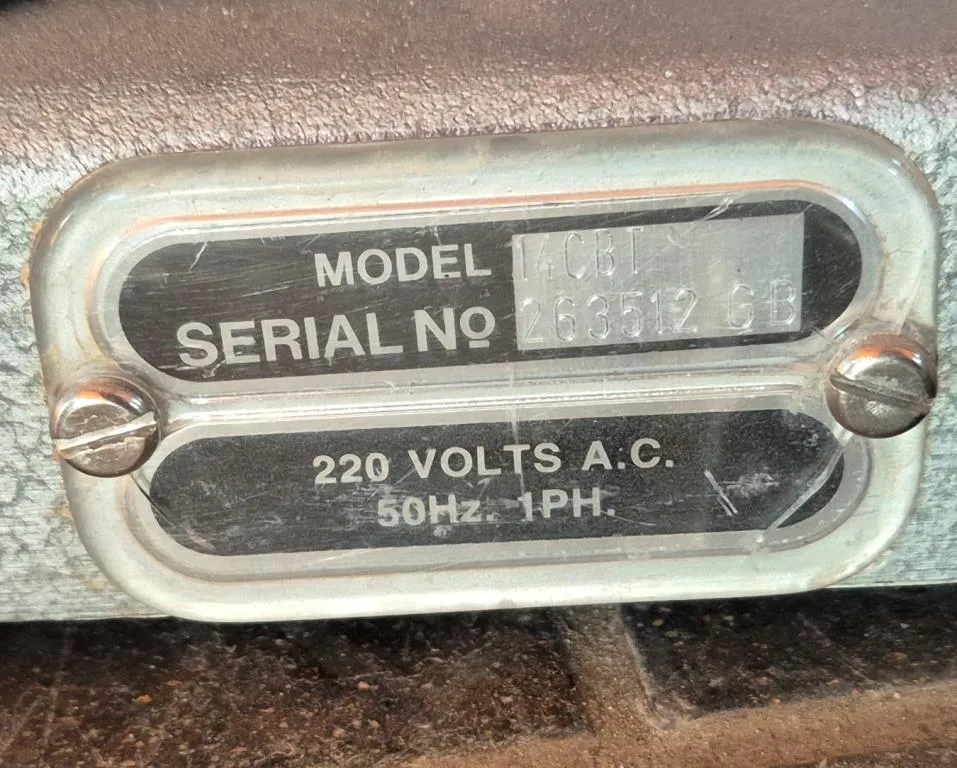 MODEL 14CBT
SERIAL No 263512 GB
220 VOLTS A.C.
50Hz. 1PH.